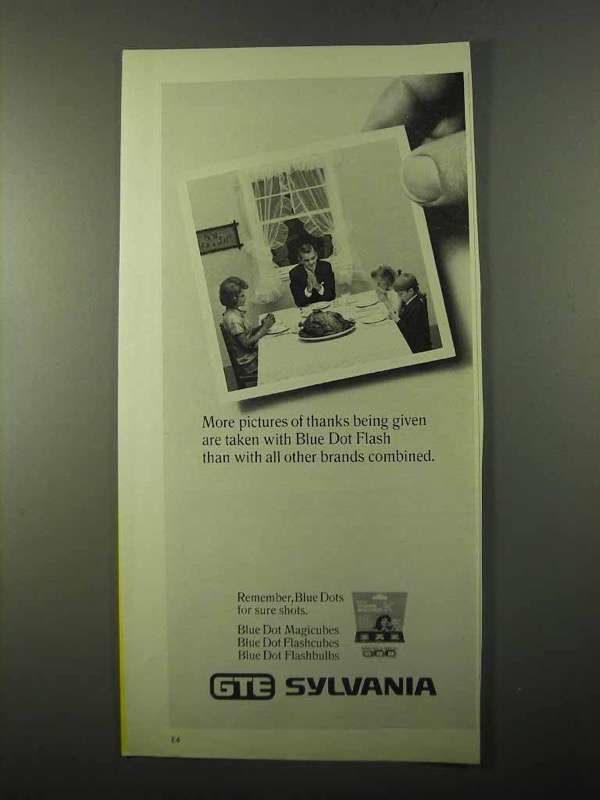 More pictures of thanks being given
are taken with Blue Dot Flash
than with all other brands combined.
Remember, Blue Dots
for sure shots.
Blue Dot Magicubes
Blue Dot Flashcubes
Blue Dot Flashbulbs
GTE SYLVANIA